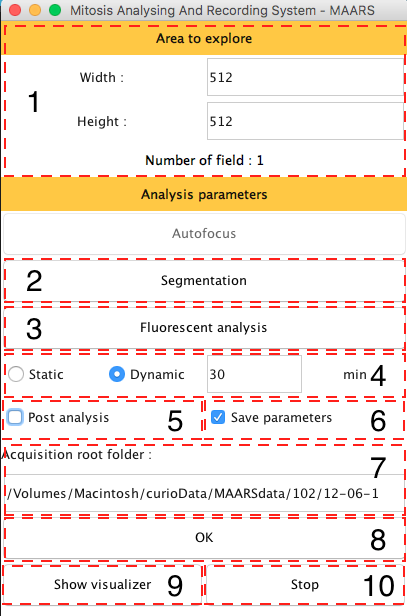 Mitosis Analysing And Recording System - MAARS
Area to explore
1
Width :
512
Height :
512
Number of field : 1
Analysis parameters
Autofocus
2
Segmentation
3
Fluorescent analysis
Static
Dynamic
30
min
4
Post analysis
5
Save parameters
6
Acquisition root folder :
7
/Volumes/Macintosh/curioData/MAARSdata/102/12-06-1
OK
8
Show visualizer
9
Stop
10